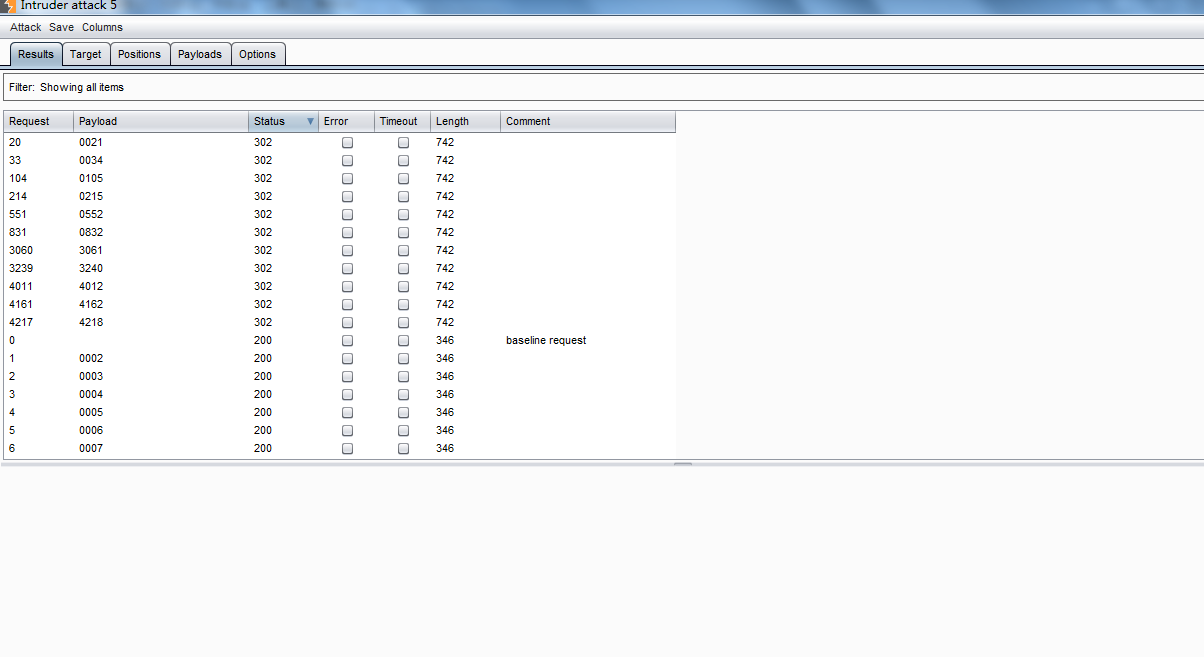 Intruder attack 5
Attack Save Columns
Results Target Positions Payloads Options
Filter: Showing all items
Request Payload Status Error Timeout Length Comment
20 0021 302 742
33 0034 302 742
104 0105 302 742
214 0215 302 742
551 0552 302 742
831 0832 302 742
3060 3061 302 742
3239 3240 302 742
4011 4012 302 742
4161 4162 302 742
4217 4218 302 742
0 200 346 baseline request
1 0002 200 346
2 0003 200 346
3 0004 200 346
4 0005 200 346
5 0006 200 346
6 0007 200 346